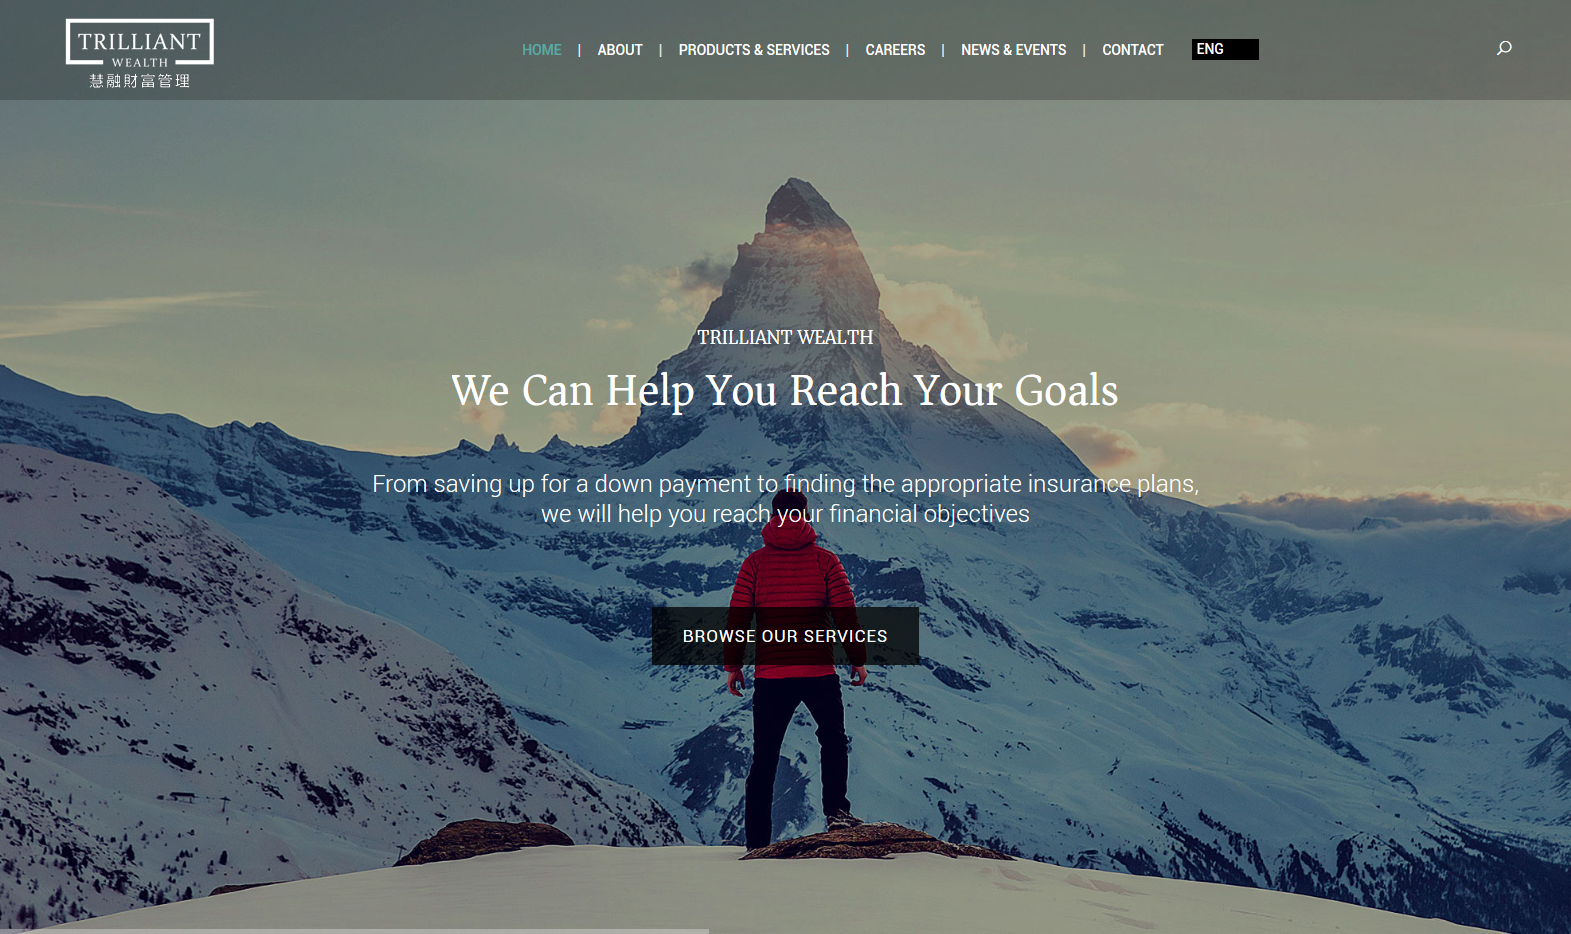 TRILLIANT
WEALTH
慧融財富管理
HOME | ABOUT | PRODUCTS & SERVICES | CAREERS | NEWS & EVENTS | CONTACT ENG
TRILLIANT WEALTH
We Can Help You Reach Your Goals
From saving up for a down payment to finding the appropriate insurance plans,
we will help you reach your financial objectives
BROWSE OUR SERVICES